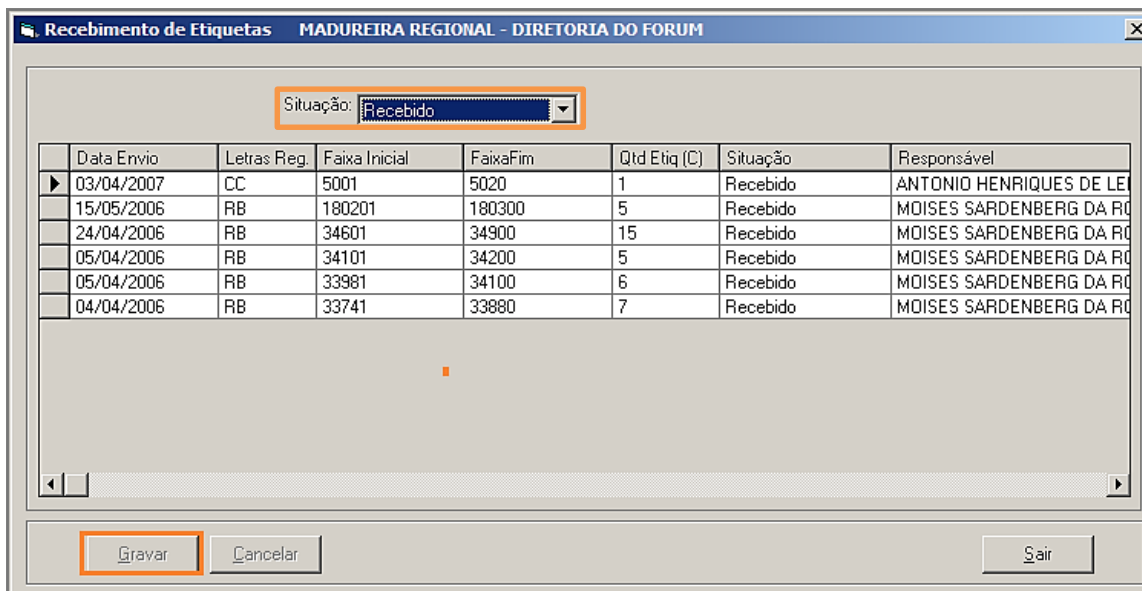 Recebimento de Etiquetas MADUREIRA REGIONAL - DIRETORIA DO FORUM
Situação: Recebido
Data Envio Letras Reg. Faixa Inicial FaixaFim Qtd Etiq (C) Situação Responsável
03/04/2007 CC 5001 5020 1 Recebido ANTONIO HENRIQUES DE
15/05/2006 RB 180201 180300 5 Recebido MOISES SARDENBERG DA
24/04/2006 RB 34601 34900 15 Recebido MOISES SARDENBERG DA
05/04/2006 RB 34101 34200 5 Recebido MOISES SARDENBERG DA
05/04/2006 RB 33981 34100 6 Recebido MOISES SARDENBERG DA
04/04/2006 RB 33741 33880 7 Recebido MOISES SARDENBERG DA
Gravar Cancelar Sair